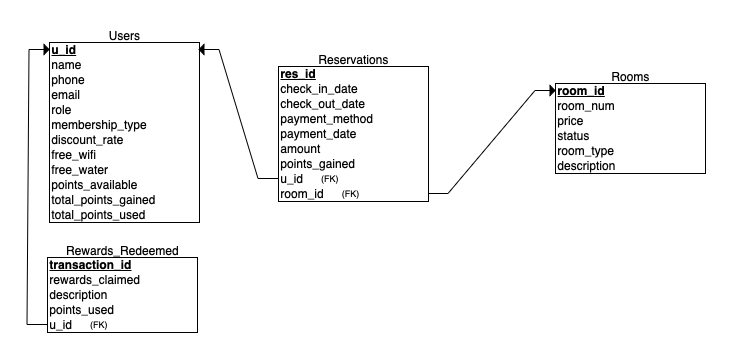 Users
u_id
name
phone
email
role
membership_type
discount_rate
free_wifi
free_water
points_available
total_points_gained
total_points_used
Reservations
res_id
check_in_date
check_out_date
payment_method
payment_date
amount
points_gained
u_id (FK)
room_id (FK)
Rooms
room_id
room_num
price
status
room_type
description
Rewards_Redeemed
transaction_id
rewards_claimed
description
points_used
u_id (FK)